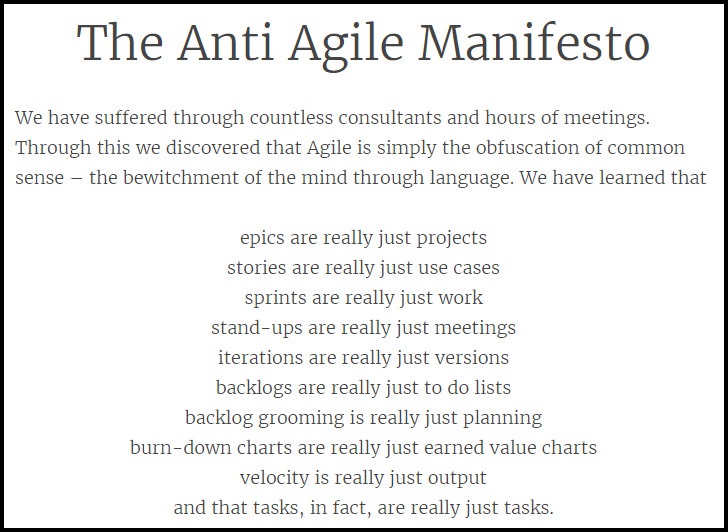 The Anti Agile Manifesto
We have suffered through countless consultants and hours of meetings.
Through this we discovered that Agile is simply the obfuscation of common
sense – the bewitchment of the mind through language. We have learned that
epics are really just projects
stories are really just use cases
sprints are really just work
stand-ups are really just meetings
iterations are really just versions
backlogs are really just to do lists
backlog grooming is really just planning
burn-down charts are really just earned value charts
velocity is really just output
and that tasks, in fact, are really just tasks.